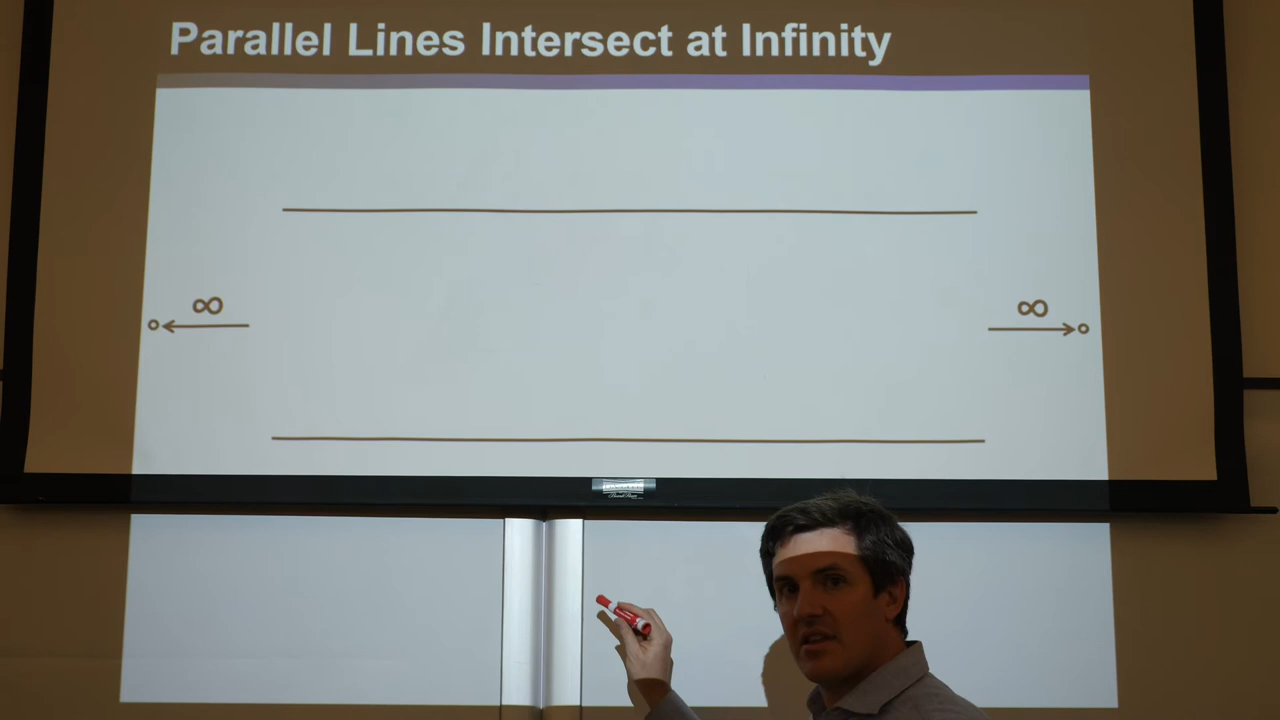 Parallel Lines Intersect at Infinity
∞ ∞